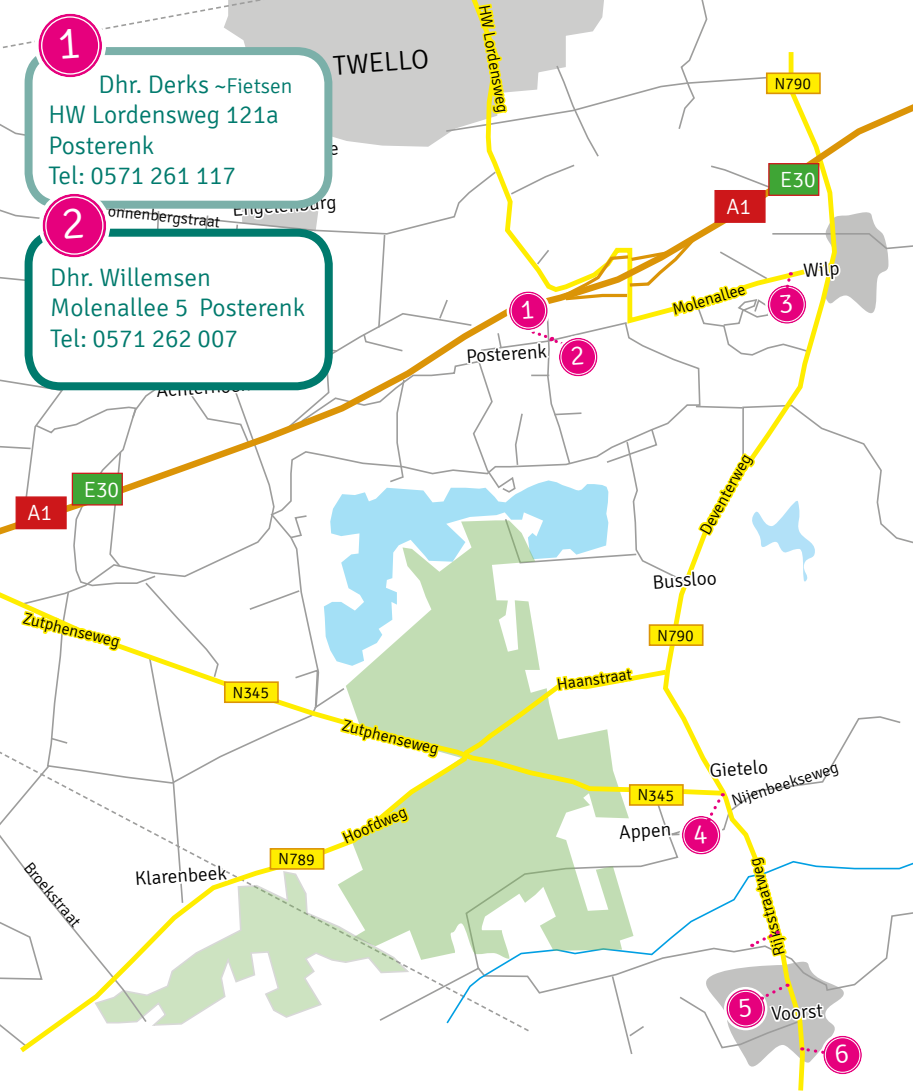 HW Lordensweg
TWELLO
1
Dhr. Derks ~Fietsen
HW Lordensweg 121a
Posterenk
Tel: 0571 261 117
N790
E30
A1
Engelenburg
onnenbergstraat
2
Dhr. Willemsen
Molenallee 5 Posterenk
Tel: 0571 262 007
Wilp
Molenallee
3
1
Posterenk
2
E30
A1
Deventerweg
Bussloo
N790
Zutphenseweg
N345
Haanstraat
Zutphenseweg
Gietelo
Nijenbeekseweg
N345
Appen
4
Hoofdweg
N789
Klarenbeek
Broekstraat
Rijksstraatweg
5
Voorst
6